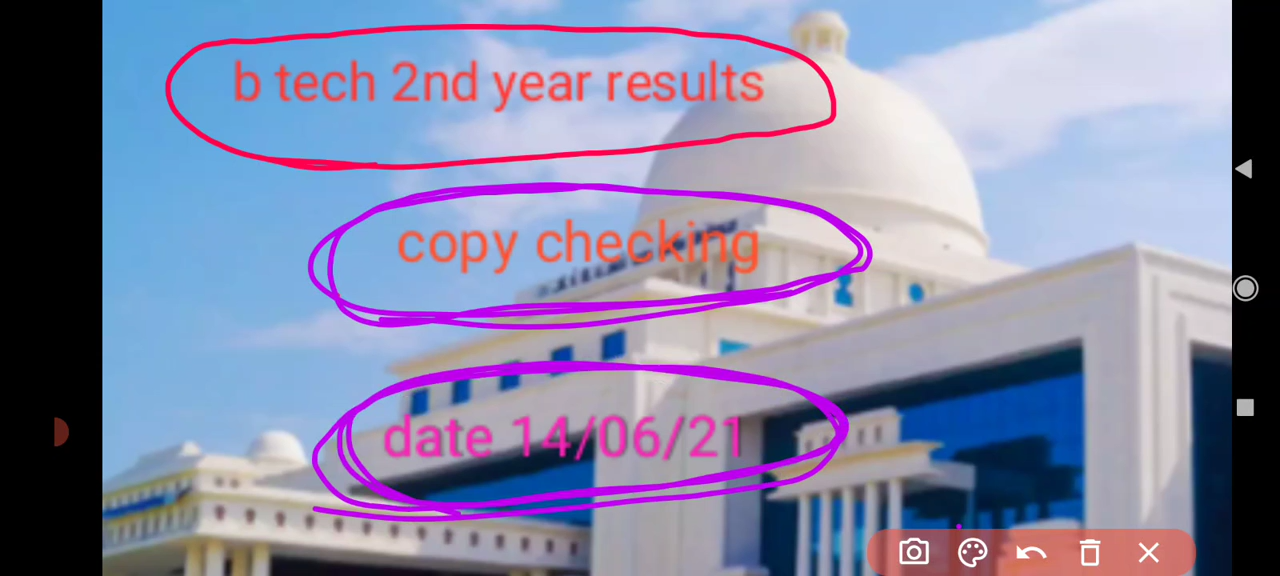 b tech 2nd year results
copy checking
date 14/06/21